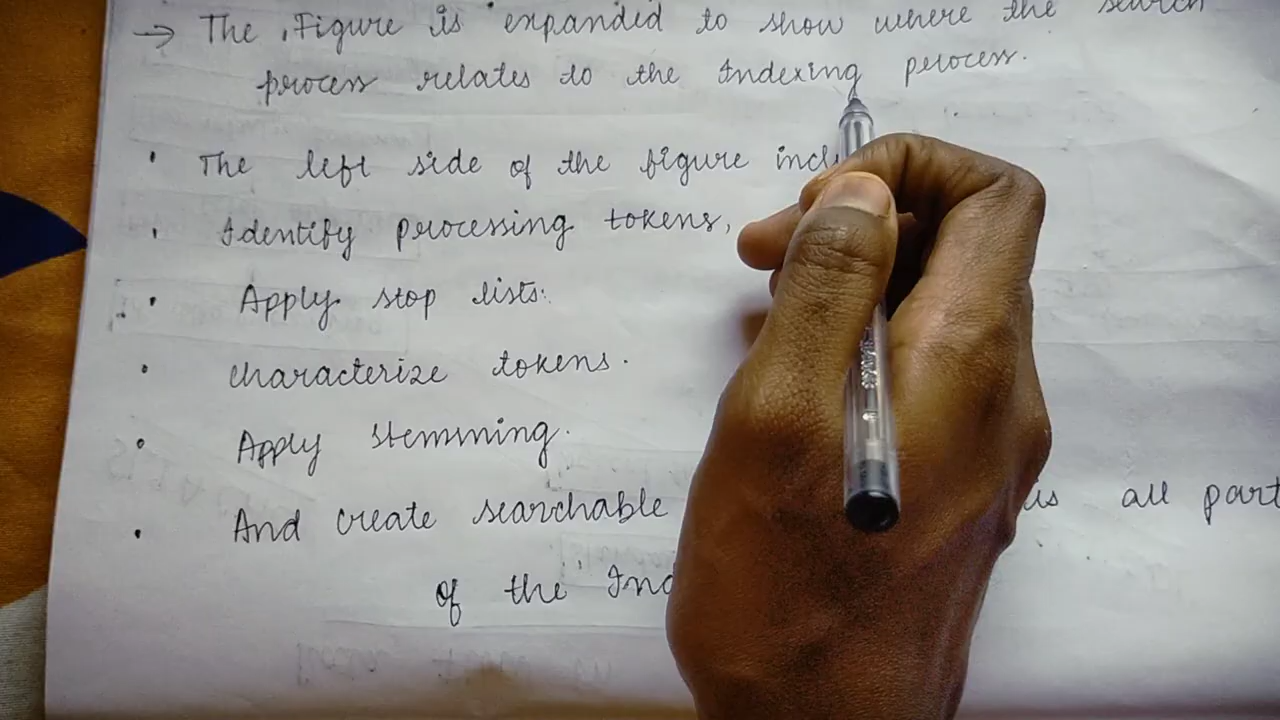 → The Figure is expanded to show where the search
process relates to the Indexing process.
• The left side of the figure
• Identify processing tokens,
• Apply stop lists.
• characterize tokens.
• Apply stemming.
• And create searchable is all part
of the